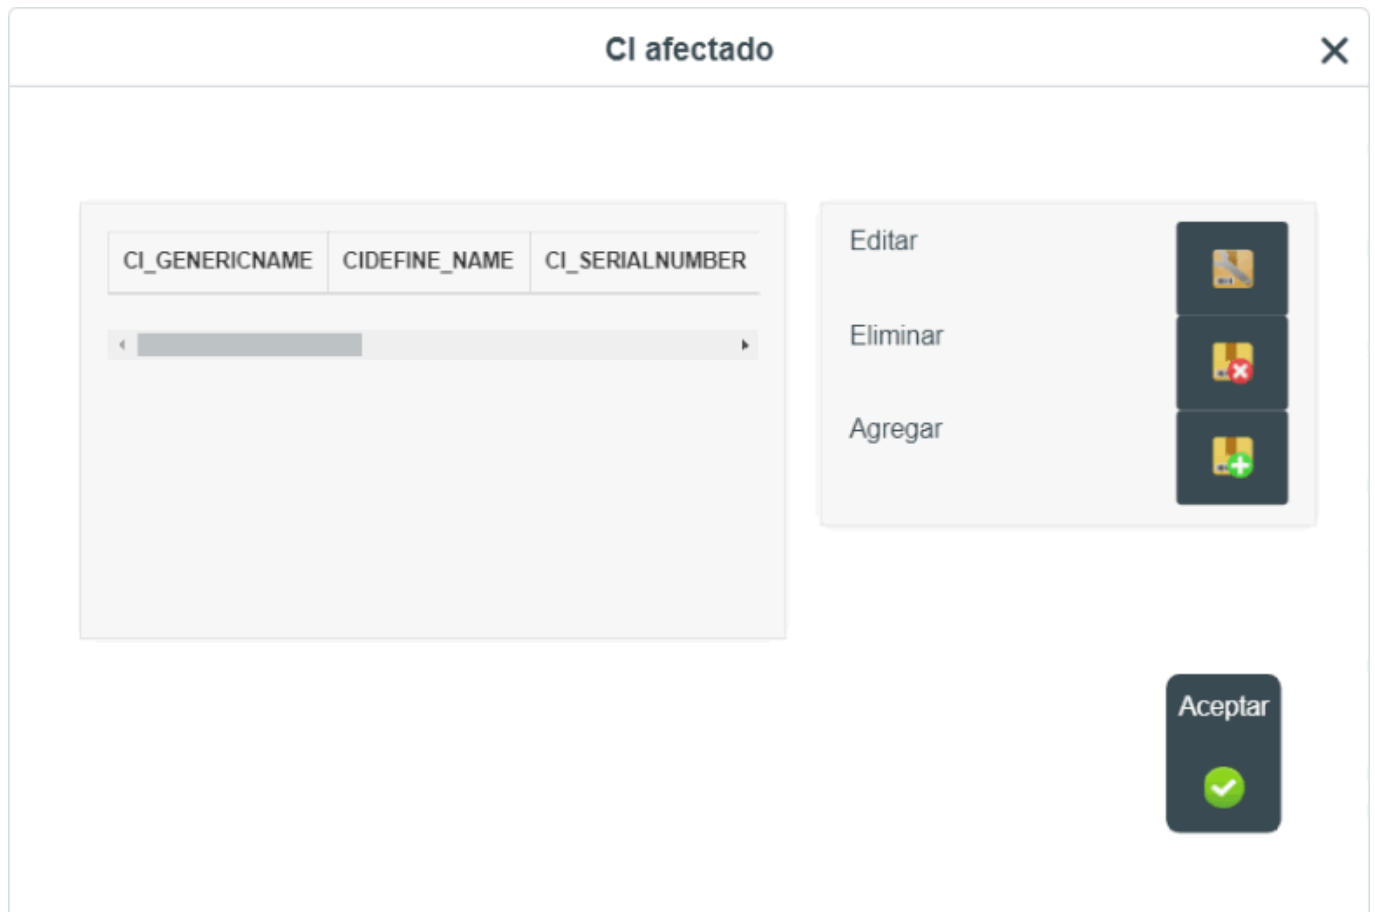 CI afectado
CI_GENERICNAME CIDEFINE_NAME CI_SERIALNUMBER
Editar
Eliminar
Agregar
Aceptar